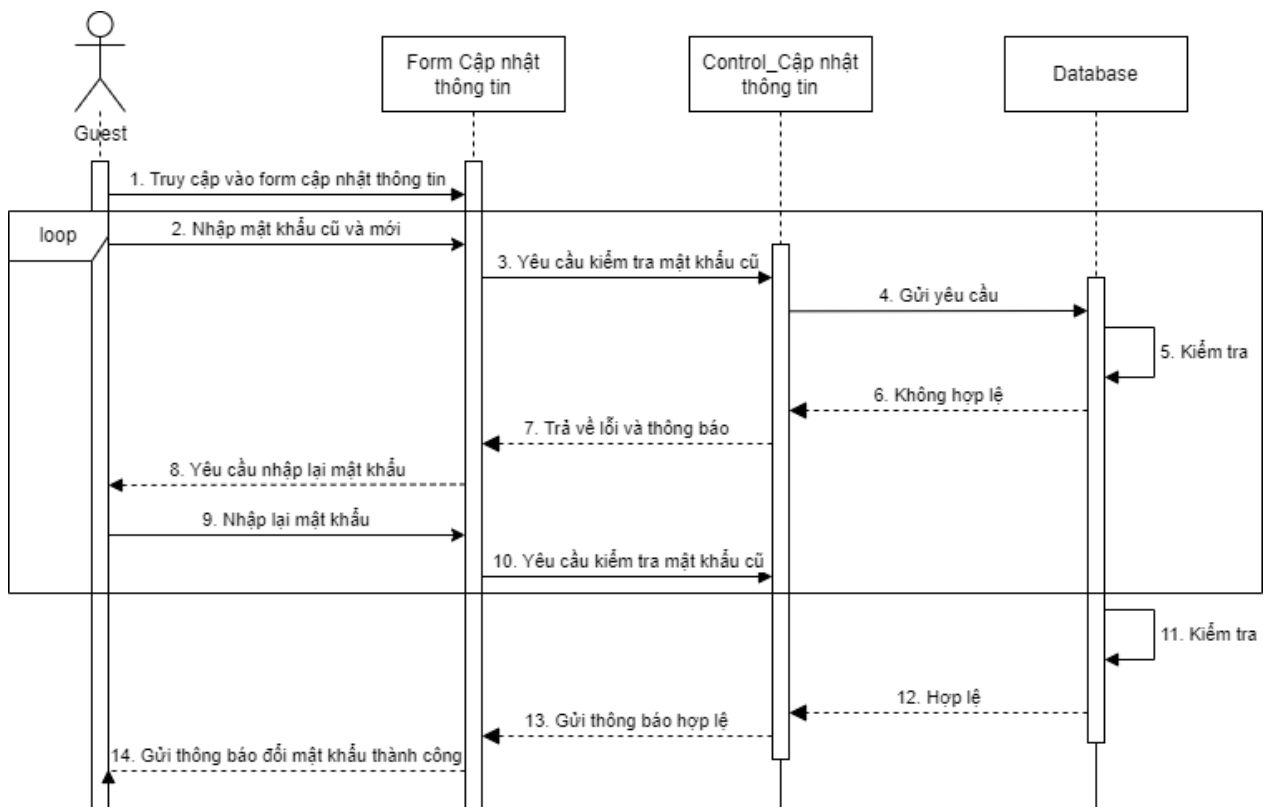 Form Cập nhật
thông tin
Control_Cập nhật
thông tin
Database
Guest
1. Truy cập vào form cập nhật thông tin
loop
2. Nhập mật khẩu cũ và mới
3. Yêu cầu kiểm tra mật khẩu cũ
4. Gửi yêu cầu
5. Kiểm tra
6. Không hợp lệ
7. Trả về lỗi và thông báo
8. Yêu cầu nhập lại mật khẩu
9. Nhập lại mật khẩu
10. Yêu cầu kiểm tra mật khẩu cũ
11. Kiểm tra
12. Hợp lệ
13. Gửi thông báo hợp lệ
14. Gửi thông báo đổi mật khẩu thành công